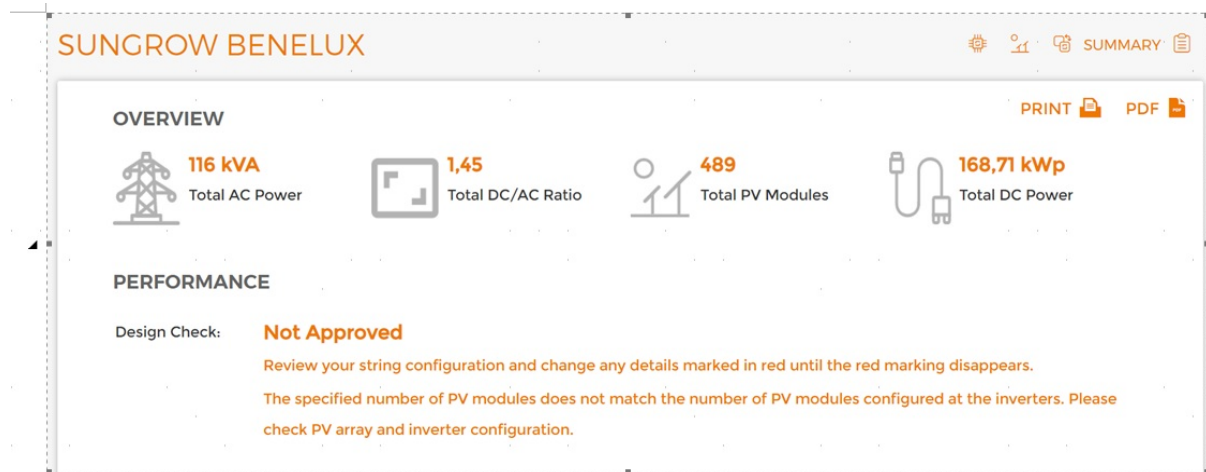 SUNGROW BENELUX
SUMMARY
PRINT
PDF
OVERVIEW
116 kVA
Total AC Power
1,45
Total DC/AC Ratio
489
Total PV Modules
168,71 kWp
Total DC Power
PERFORMANCE
Design Check:
Not Approved
Review your string configuration and change any details marked in red until the red marking disappears.
The specified number of PV modules does not match the number of PV modules configured at the inverters. Please
check PV array and inverter configuration.